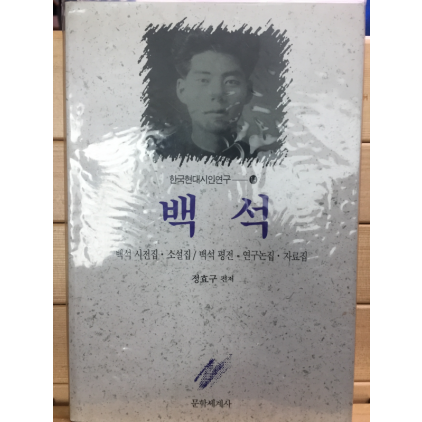 한국현대시인연구 —— 14
백 석
백석 시전집 · 소설집 / 백석 평전 · 연구논집 · 자료집
정효구 편저
문학세계사